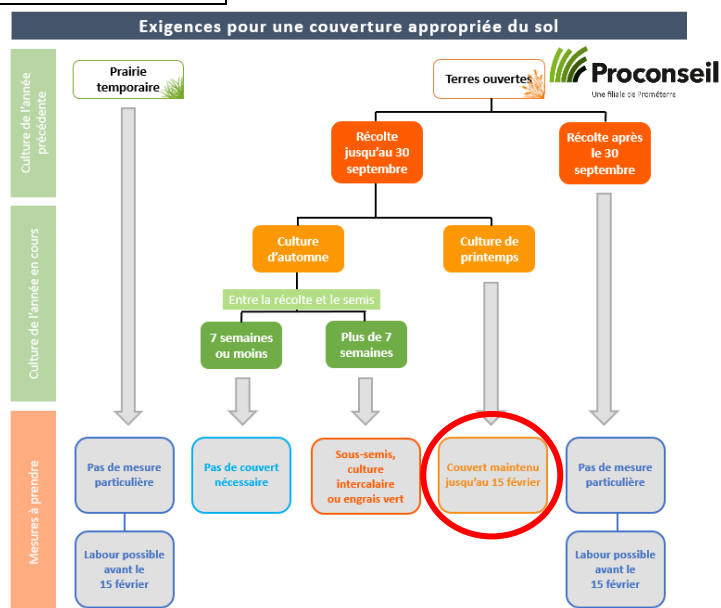 Exigences pour une couverture appropriée du sol
Culture de l'année
précédente
Prairie
temporaire
Terres ouvertes
Proconseil
Une filiale de Prométerre
Récolte
jusqu'au 30
septembre
Récolte après
le 30
septembre
Culture de l'année en cours
Culture
d'automne
Culture de
printemps
Entre la récolte et le semis
7 semaines
ou moins
Plus de 7
semaines
Mesures à prendre
Pas de mesure
particulière
Pas de couvert
nécessaire
Sous-semis,
culture
intercalaire
ou engrais vert
Couvert maintenu
jusqu'au 15 février
Pas de mesure
particulière
Labour possible
avant le
15 février
Labour possible
avant le
15 février